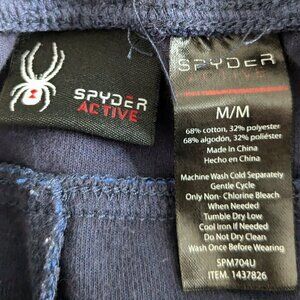 SPYDER
ACTIVE
SPYDER
ACTIVE
M/M
68% cotton, 32% polyester
68% algodón, 32% poliéster
Made in China
Hecho en China
Machine Wash Cold Separately
Gentle Cycle
Only Non- Chlorine Bleach
When Needed
Tumble Dry Low
Cool Iron if Needed
Do Not Dry Clean
Wash Once Before Wearing
SPM704U
ITEM. 1437826